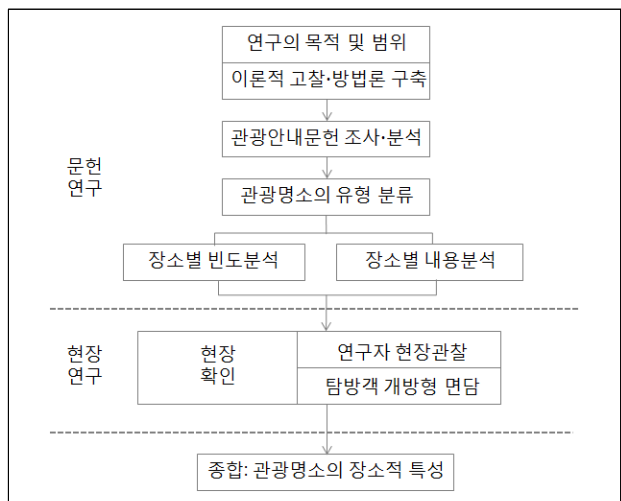 연구의 목적 및 범위
이론적 고찰·방법론 구축
관광안내문헌 조사·분석
문헌
연구
관광명소의 유형 분류
장소별 빈도분석
장소별 내용분석
현장
연구
현장
확인
연구자 현장관찰
탐방객 개방형 면담
종합: 관광명소의 장소적 특성